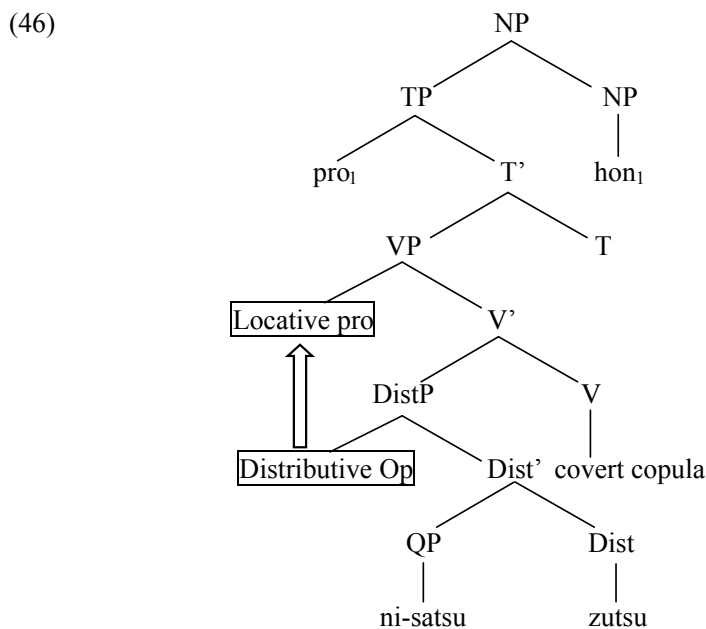 (46) NP
TP NP
pro₁ T’ hon₁
VP T
Locative pro V’
DistP V
Distributive Op Dist’ covert copula
QP Dist
ni-satsu zutsu